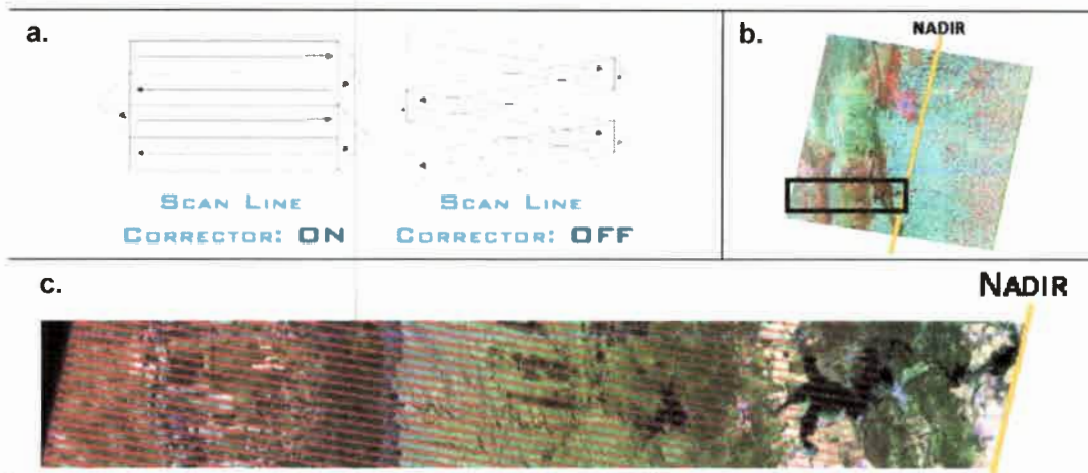 a.
SCAN LINE
CORRECTOR: ON
SCAN LINE
CORRECTOR: OFF
b.
NADIR
c.
NADIR